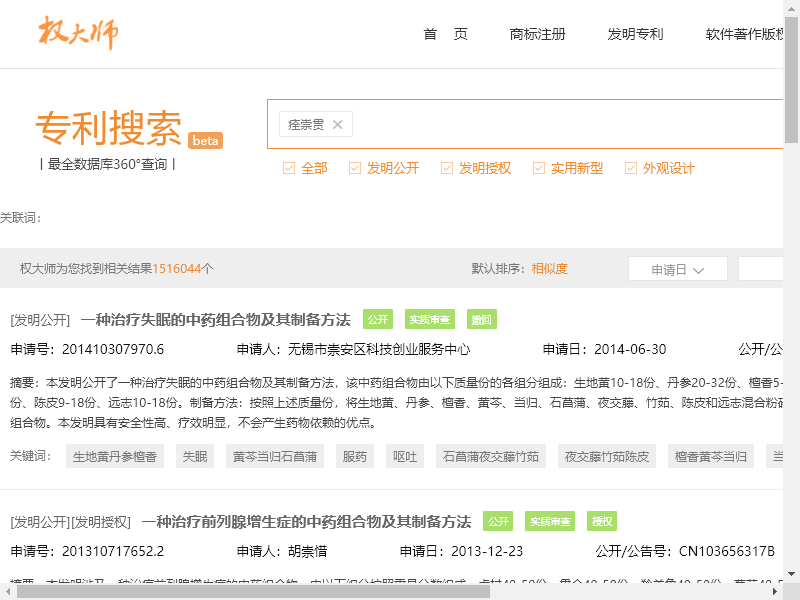 权大师
首 页 商标注册 发明专利 软件著作版权
专利搜索 beta
丨最全数据库360°查询丨
痊崇贯
全部 发明公开 发明授权 实用新型 外观设计
关联词:
权大师为您找到相关结果1516044个 默认排序: 相似度 申请日
[发明公开] 一种治疗失眠的中药组合物及其制备方法 公开 实质审查 撤回
申请号: 201410307970.6 申请人: 无锡市崇安区科技创业服务中心 申请日: 2014-06-30 公开/公
摘要: 本发明公开了一种治疗失眠的中药组合物及其制备方法，该中药组合物由以下质量份的各组分组成：生地黄10-18份、丹参20-32份、檀香5-
份、陈皮9-18份、远志10-18份。制备方法：按照上述质量份，将生地黄、丹参、檀香、黄芩、当归、石菖蒲、夜交藤、竹茹、陈皮和远志混合粉碎
组合物。本发明具有安全性高、疗效明显，不会产生药物依赖的优点。
关键词: 生地黄丹参檀香 失眠 黄芩当归石菖蒲 服药 呕吐 石菖蒲夜交藤竹茹 夜交藤竹茹陈皮 檀香黄芩当归 当
[发明公开][发明授权] 一种治疗前列腺增生症的中药组合物及其制备方法 公开 实质审查 授权
申请号: 201310717652.2 申请人: 胡崇惜 申请日: 2013-12-23 公开/公告号: CN103656317B